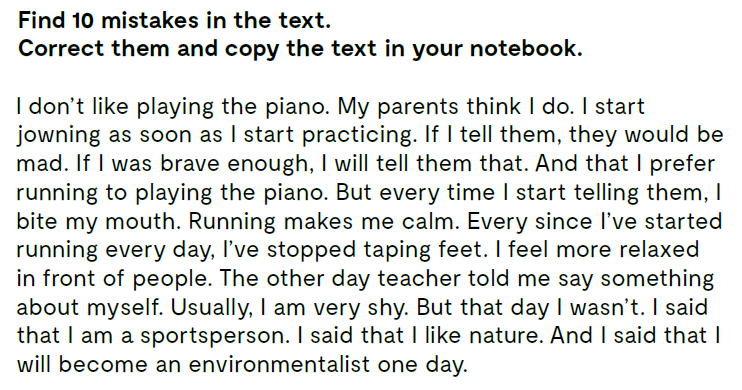 Find 10 mistakes in the text.
Correct them and copy the text in your notebook.
I don't like playing the piano. My parents think I do. I start
jowning as soon as I start practicing. If I tell them, they would be
mad. If I was brave enough, I will tell them that. And that I prefer
running to playing the piano. But every time I start telling them, I
bite my mouth. Running makes me calm. Every since I've started
running every day, I've stopped taping feet. I feel more relaxed
in front of people. The other day teacher told me say something
about myself. Usually, I am very shy. But that day I wasn't. I said
that I am a sportsperson. I said that I like nature. And I said that I
will become an environmentalist one day.